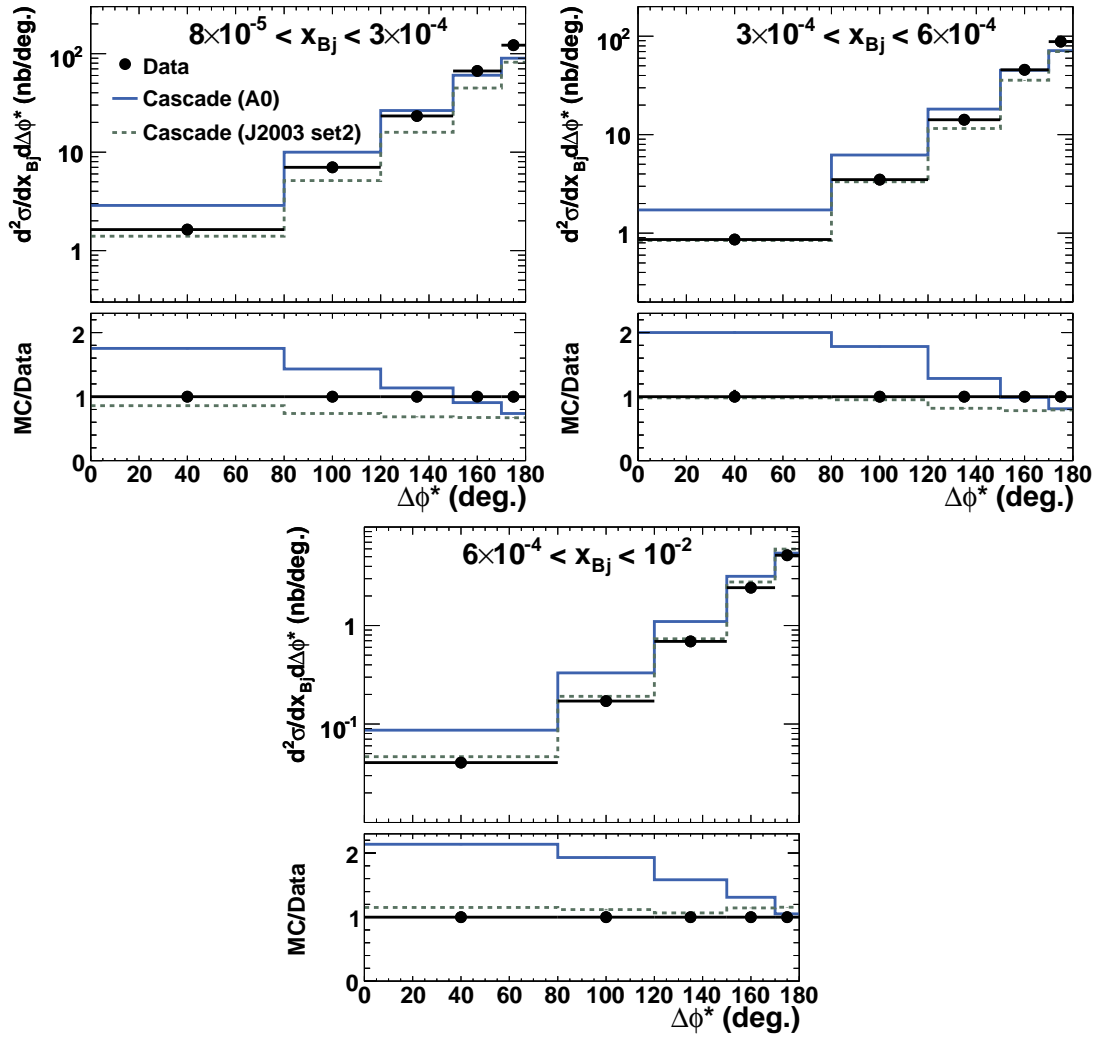 d²σ/dx_Bj dΔϕ* (nb/deg.)
8×10⁻⁵ < x_Bj < 3×10⁻⁴
10²
10
1
Data
Cascade (A0)
Cascade (J2003 set2)
MC/Data
2
1
0
0 20 40 60 80 100 120 140 160 180
Δϕ* (deg.)
d²σ/dx_Bj dΔϕ* (nb/deg.)
3×10⁻⁴ < x_Bj < 6×10⁻⁴
10²
10
1
MC/Data
2
1
0
0 20 40 60 80 100 120 140 160 180
Δϕ* (deg.)
d²σ/dx_Bj dΔϕ* (nb/deg.)
6×10⁻⁴ < x_Bj < 10⁻²
1
10⁻¹
MC/Data
2
1
0
0 20 40 60 80 100 120 140 160 180
Δϕ* (deg.)